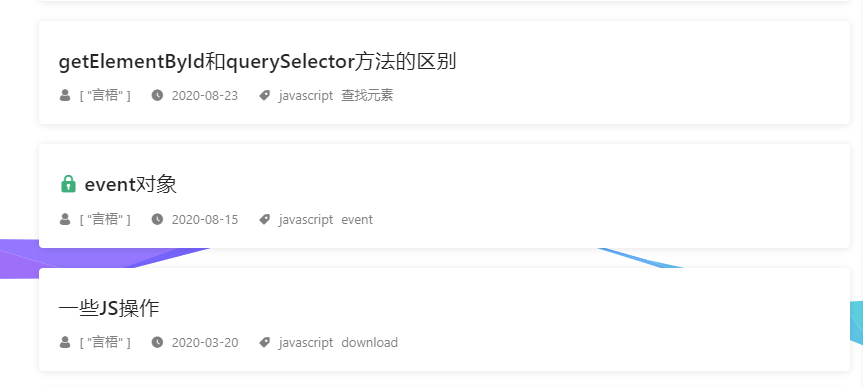 getElementById和querySelector方法的区别
[ "言梧" ] 2020-08-23 javascript 查找元素
event对象
[ "言梧" ] 2020-08-15 javascript event
一些JS操作
[ "言梧" ] 2020-03-20 javascript download